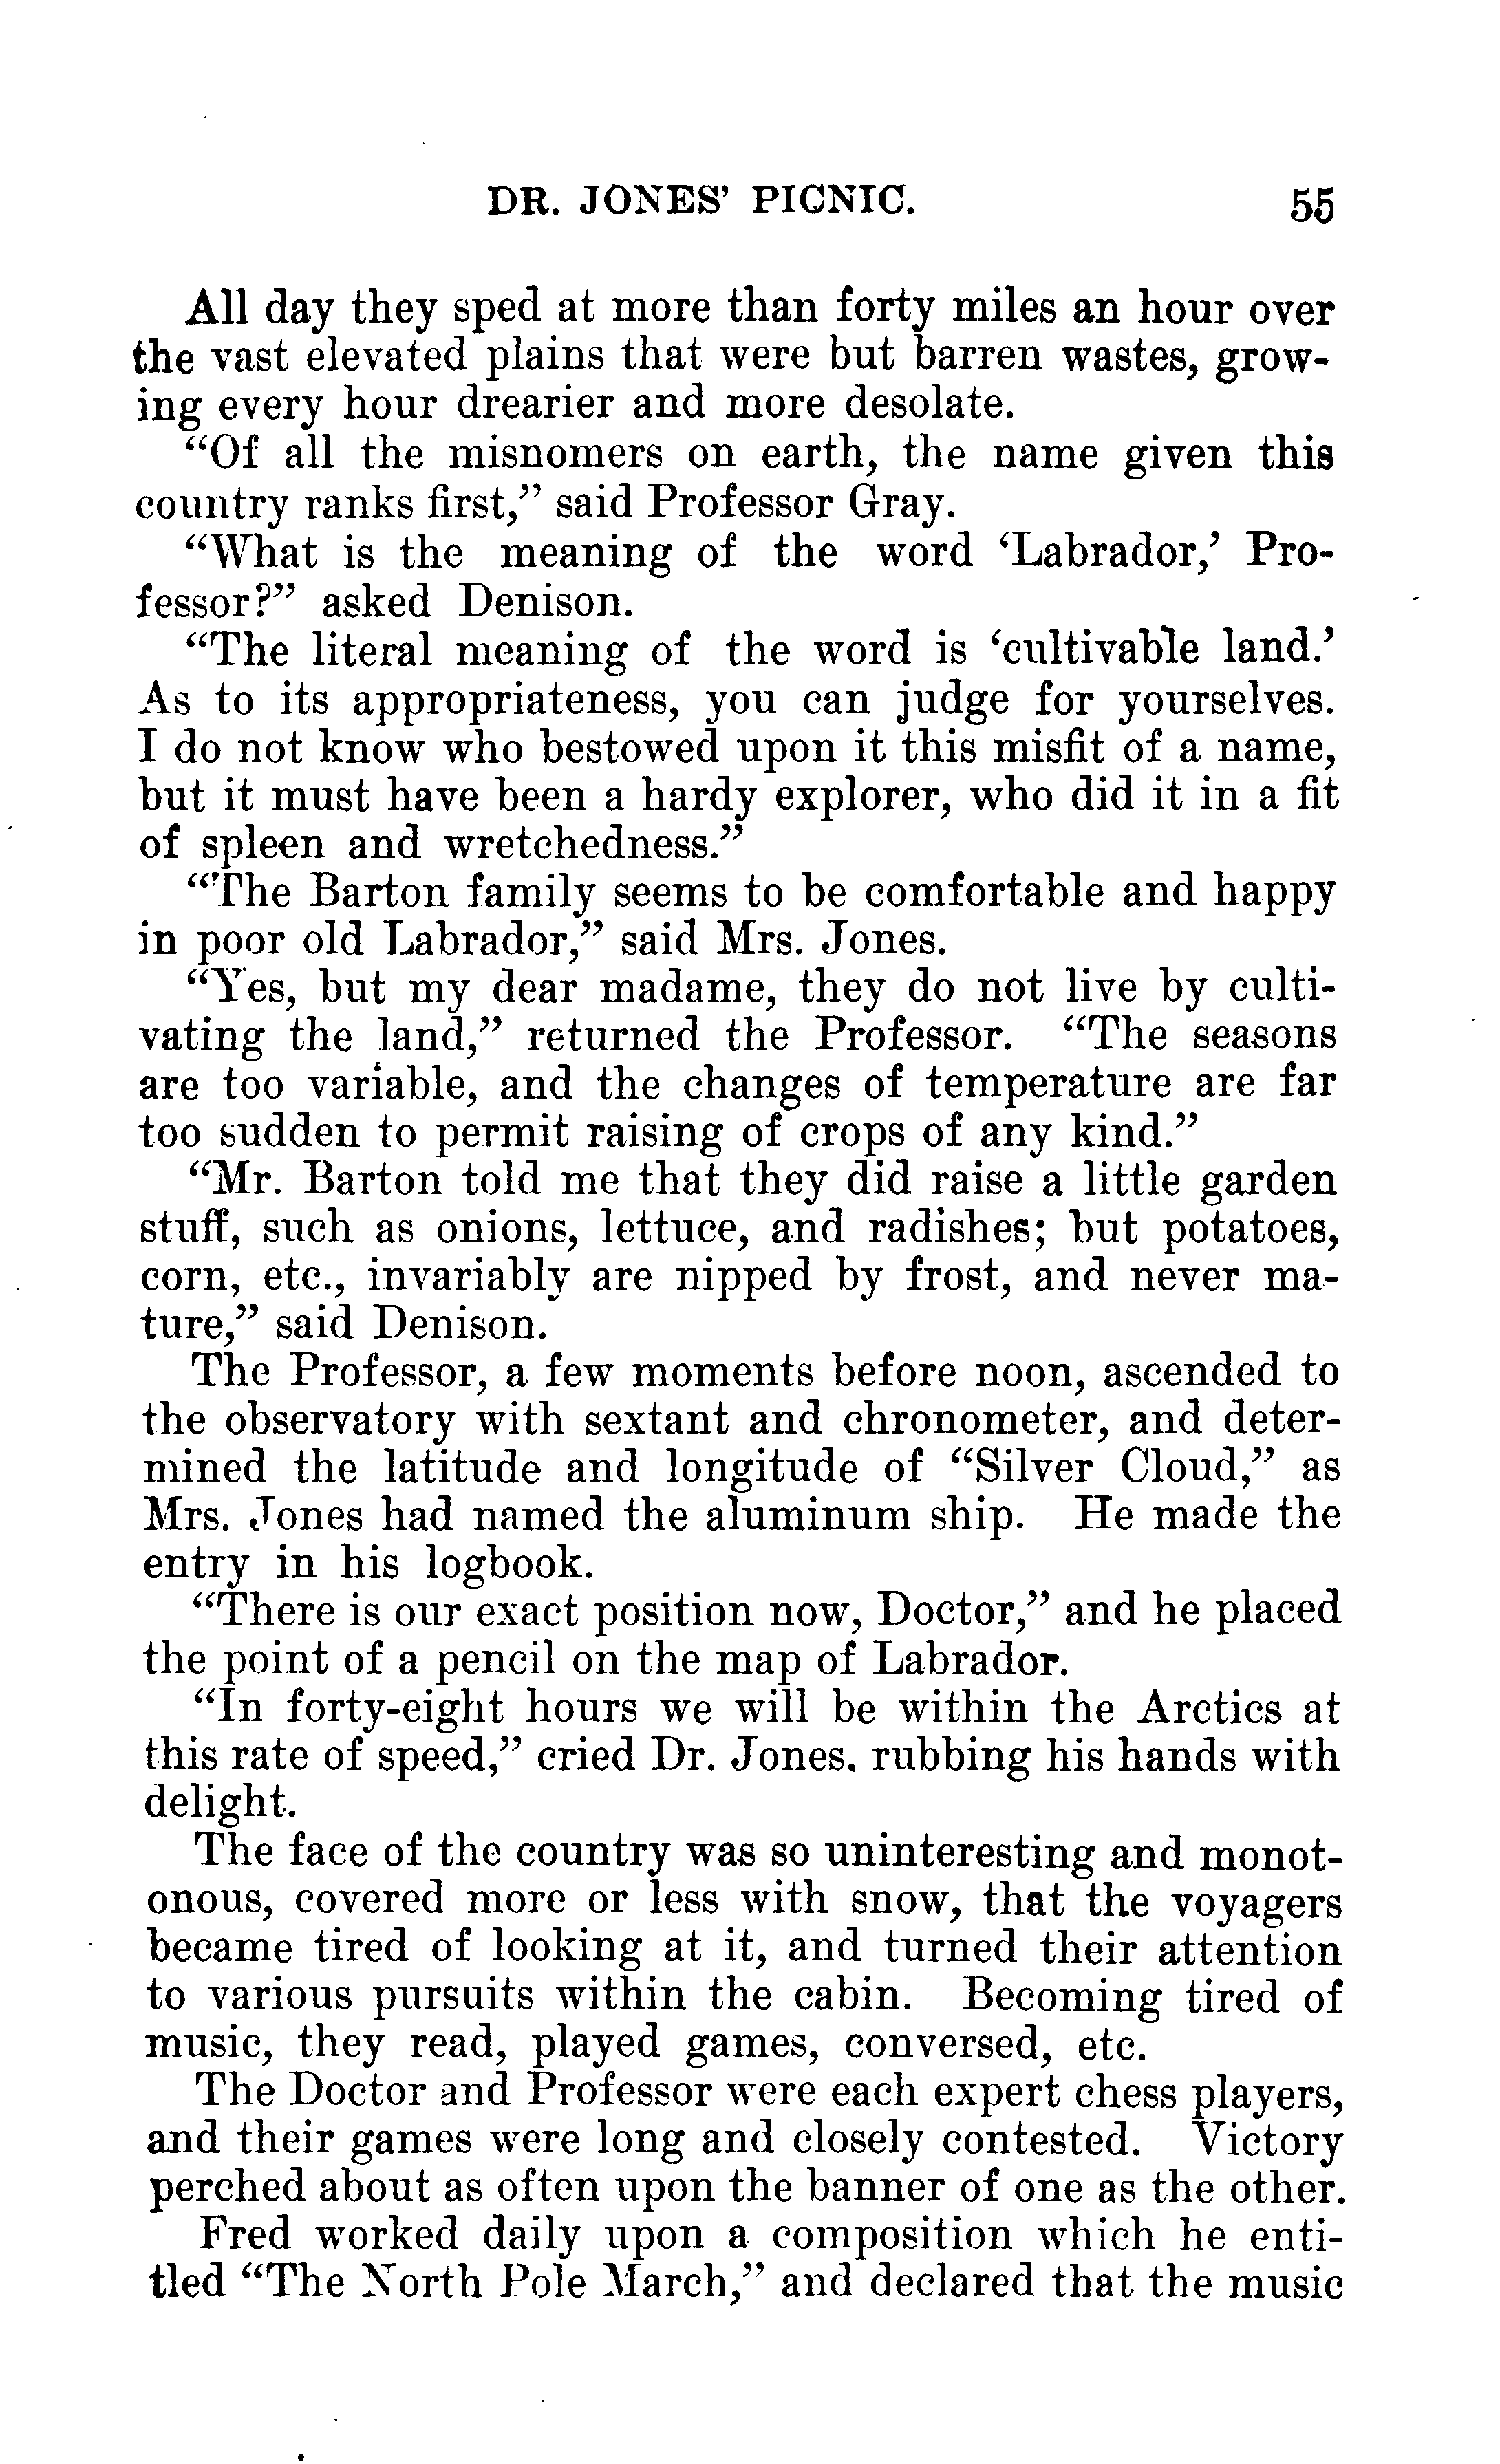 DR. JONES' PICNIC. 55
All day they sped at more than forty miles an hour over
the vast elevated plains that were but barren wastes, grow-
ing every hour drearier and more desolate.
“Of all the misnomers on earth, the name given this
country ranks first,” said Professor Gray.
“What is the meaning of the word ‘Labrador,’ Pro-
fessor?” asked Denison.
“The literal meaning of the word is ‘cultivable land.’
As to its appropriateness, you can judge for yourselves.
I do not know who bestowed upon it this misfit of a name,
but it must have been a hardy explorer, who did it in a fit
of spleen and wretchedness.”
“The Barton family seems to be comfortable and happy
in poor old Labrador,” said Mrs. Jones.
“Yes, but my dear madame, they do not live by culti-
vating the land,” returned the Professor. “The seasons
are too variable, and the changes of temperature are far
too sudden to permit raising of crops of any kind.”
“Mr. Barton told me that they did raise a little garden
stuff, such as onions, lettuce, and radishes; but potatoes,
corn, etc., invariably are nipped by frost, and never ma-
ture,” said Denison.
The Professor, a few moments before noon, ascended to
the observatory with sextant and chronometer, and deter-
mined the latitude and longitude of “Silver Cloud,” as
Mrs. Jones had named the aluminum ship. He made the
entry in his logbook.
“There is our exact position now, Doctor,” and he placed
the point of a pencil on the map of Labrador.
“In forty-eight hours we will be within the Arctics at
this rate of speed,” cried Dr. Jones. rubbing his hands with
delight.
The face of the country was so uninteresting and monot-
onous, covered more or less with snow, that the voyagers
became tired of looking at it, and turned their attention
to various pursuits within the cabin. Becoming tired of
music, they read, played games, conversed, etc.
The Doctor and Professor were each expert chess players,
and their games were long and closely contested. Victory
perched about as often upon the banner of one as the other.
Fred worked daily upon a composition which he enti-
tled “The North Pole March,” and declared that the music